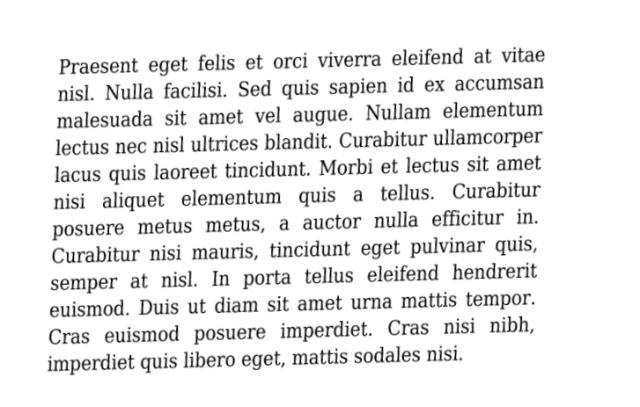 Praesent eget felis et orci viverra eleifend at vitae
nisl. Nulla facilisi. Sed quis sapien id ex accumsan
malesuada sit amet vel augue. Nullam elementum
lectus nec nisl ultrices blandit. Curabitur ullamcorper
lacus quis laoreet tincidunt. Morbi et lectus sit amet
nisi aliquet elementum quis a tellus. Curabitur
posuere metus metus, a auctor nulla efficitur in.
Curabitur nisi mauris, tincidunt eget pulvinar quis,
semper at nisl. In porta tellus eleifend hendrerit
euismod. Duis ut diam sit amet urna mattis tempor.
Cras euismod posuere imperdiet. Cras nisi nibh,
imperdiet quis libero eget, mattis sodales nisi.